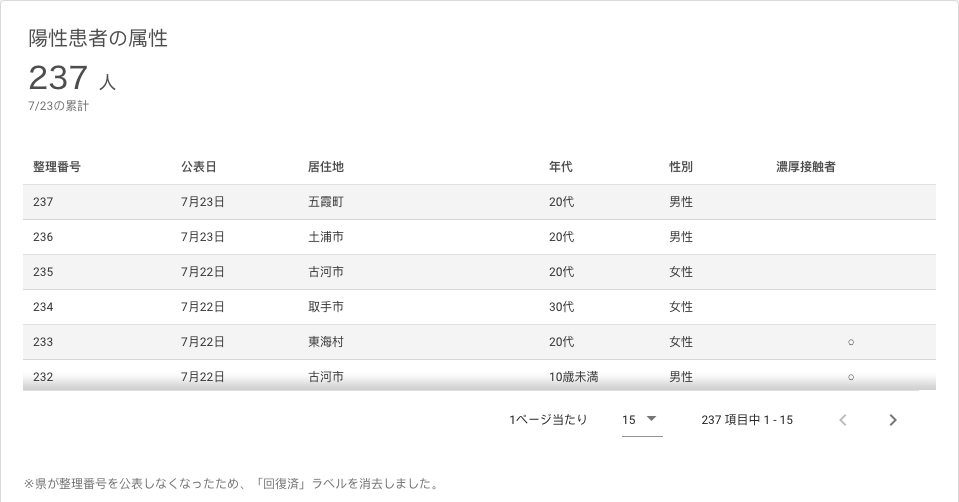 陽性患者の属性
237 人
7/23の累計
整理番号 公表日 居住地 年代 性別 濃厚接触者
237 7月23日 五霞町 20代 男性
236 7月23日 土浦市 20代 男性
235 7月22日 古河市 20代 女性
234 7月22日 取手市 30代 女性
233 7月22日 東海村 20代 女性 ○
232 7月22日 古河市 10歳未満 男性 ○
1ページ当たり 15 237 項目中 1 - 15
※県が整理番号を公表しなくなったため、「回復済」ラベルを消去しました。